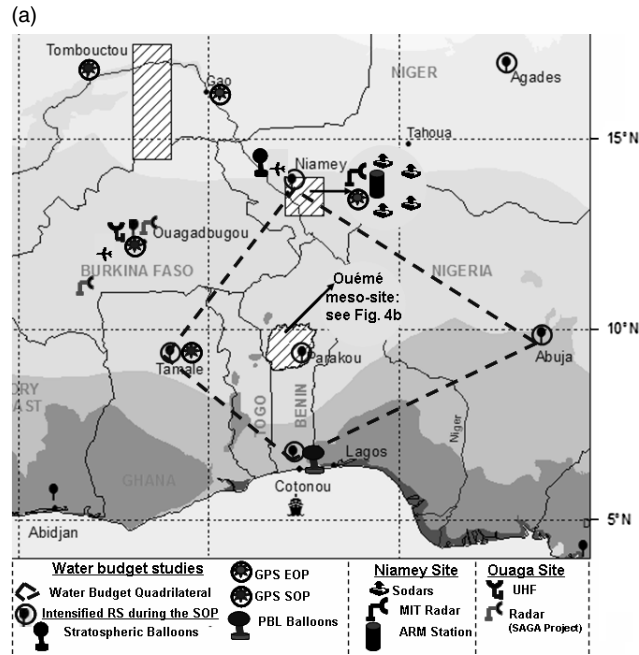 (a)
Tombouctou
Gao
NIGER
Agades
Tahoua
15°N
Niamey
Ouagadbugou
BURKINA FASO
NIGERIA
Ouémé
meso-site:
see Fig. 4b
10°N
Tamale
Parakou
Abuja
ORY
AST
TOGO
BENIN
Niger
Lagos
GHANA
Cotonou
Abidjan
5°N
Water budget studies
Water Budget Quadrilateral
Intensified RS during the SOP
Stratospheric Balloons
GPS EOP
GPS SOP
PBL Balloons
Niamey Site
Sodars
MIT Radar
ARM Station
Ouaga Site
UHF
Radar
(SAGA Project)